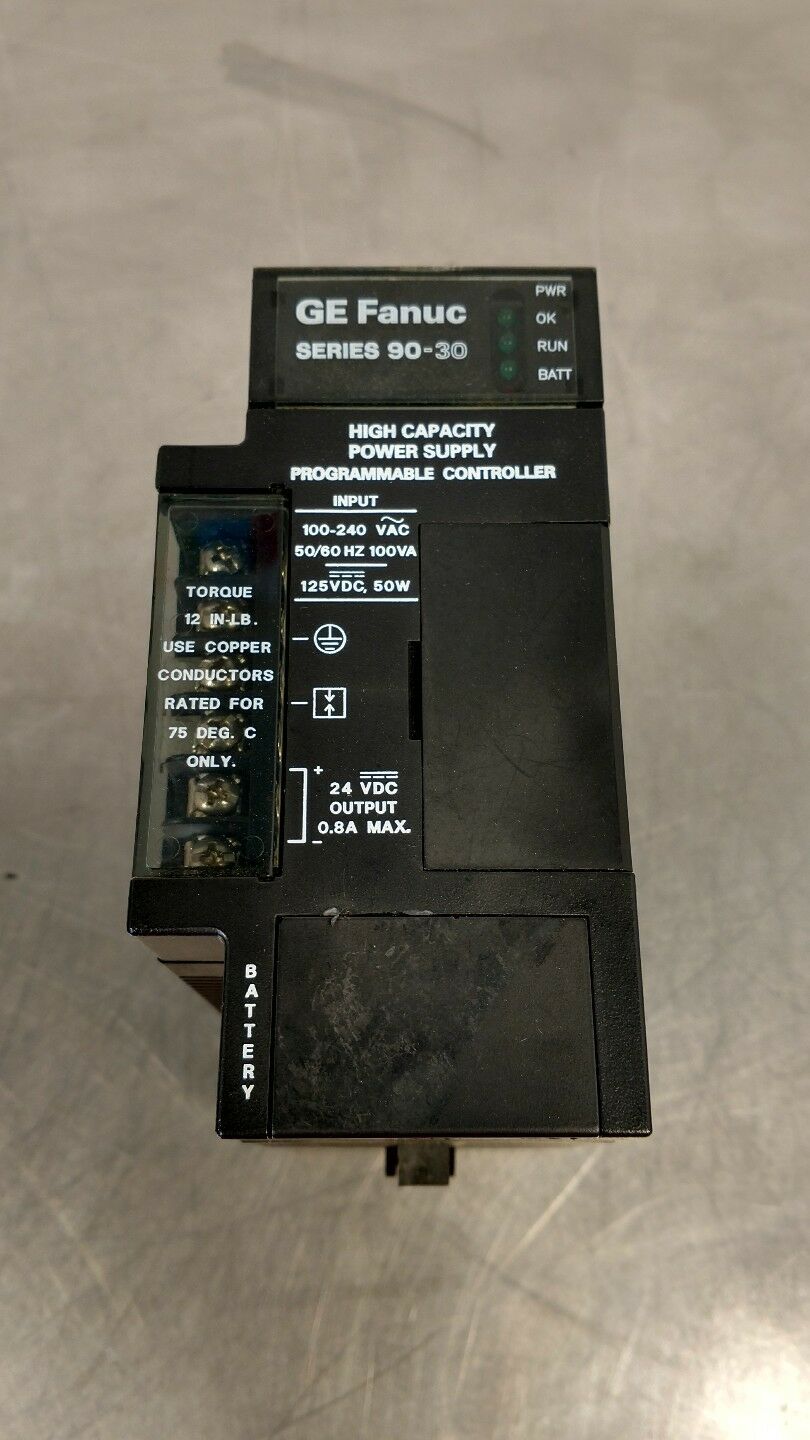 GE Fanuc
SERIES 90-30
PWR
OK
RUN
BATT
HIGH CAPACITY
POWER SUPPLY
PROGRAMMABLE CONTROLLER
INPUT
100-240 VAC
50/60 HZ 100VA
125VDC, 50W
TORQUE
12 IN-LB.
USE COPPER
CONDUCTORS
RATED FOR
75 DEG. C
ONLY.
+
24 VDC
OUTPUT
0.8A MAX.
-
BATTERY